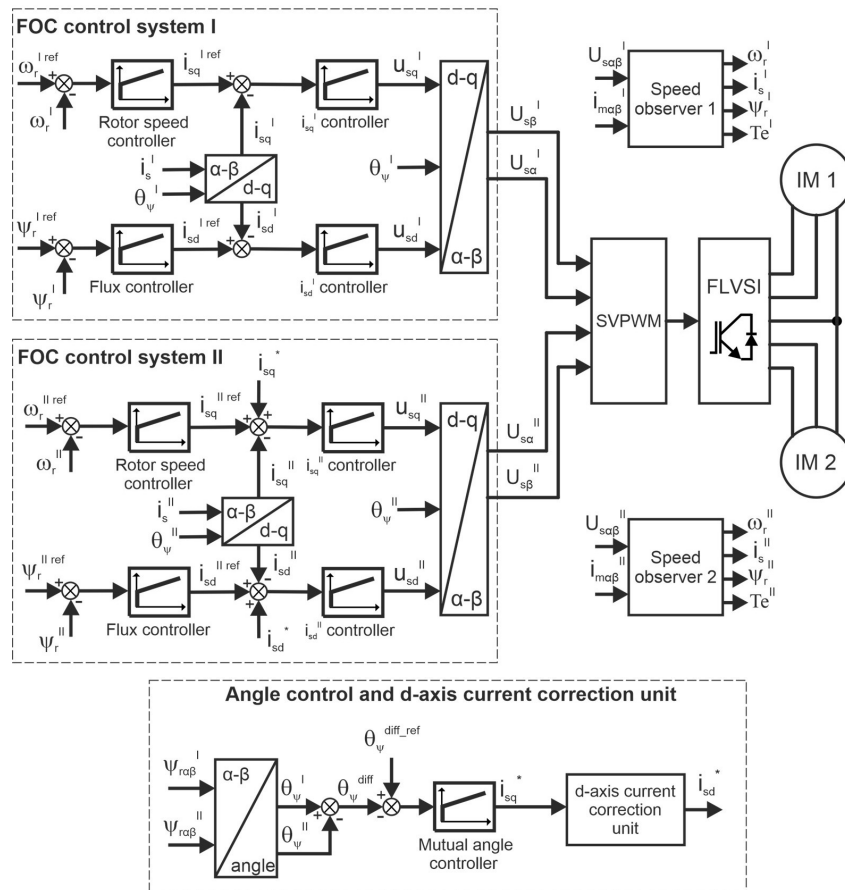 FOC control system I
ω_r^I ref
+
-
ω_r^I
Rotor speed
controller
i_sq^I ref
+
-
i_sq^I
i_sq^I controller
u_sq^I
d-q
α-β
i_s^I
θ_ψ^I
α-β
d-q
θ_ψ^I
ψ_r^I ref
+
-
ψ_r^I
Flux controller
i_sd^I ref
+
-
i_sd^I
i_sd^I controller
u_sd^I
U_sβ^I
U_sα^I
U_sαβ^I
i_mαβ^I
Speed
observer 1
ω_r^I
i_s^I
ψ_r^I
Te^I
IM 1
SVPWM
FLVSI
IM 2
FOC control system II
i_sq^*
ω_r^II ref
+
-
ω_r^II
Rotor speed
controller
i_sq^II ref
+
+
-
i_sq^II
i_sq^II controller
u_sq^II
d-q
α-β
i_s^II
θ_ψ^II
α-β
d-q
θ_ψ^II
ψ_r^II ref
+
-
ψ_r^II
Flux controller
i_sd^II ref
+
-
+
i_sd^II
i_sd^*
i_sd^II controller
u_sd^II
U_sα^II
U_sβ^II
U_sαβ^II
i_mαβ^II
Speed
observer 2
ω_r^II
i_s^II
ψ_r^II
Te^II
Angle control and d-axis current correction unit
ψ_rαβ^I
ψ_rαβ^II
α-β
angle
θ_ψ^I
θ_ψ^II
+
-
θ_ψ^diff
θ_ψ^diff_ref
+
-
Mutual angle
controller
i_sq^*
d-axis current
correction
unit
i_sd^*